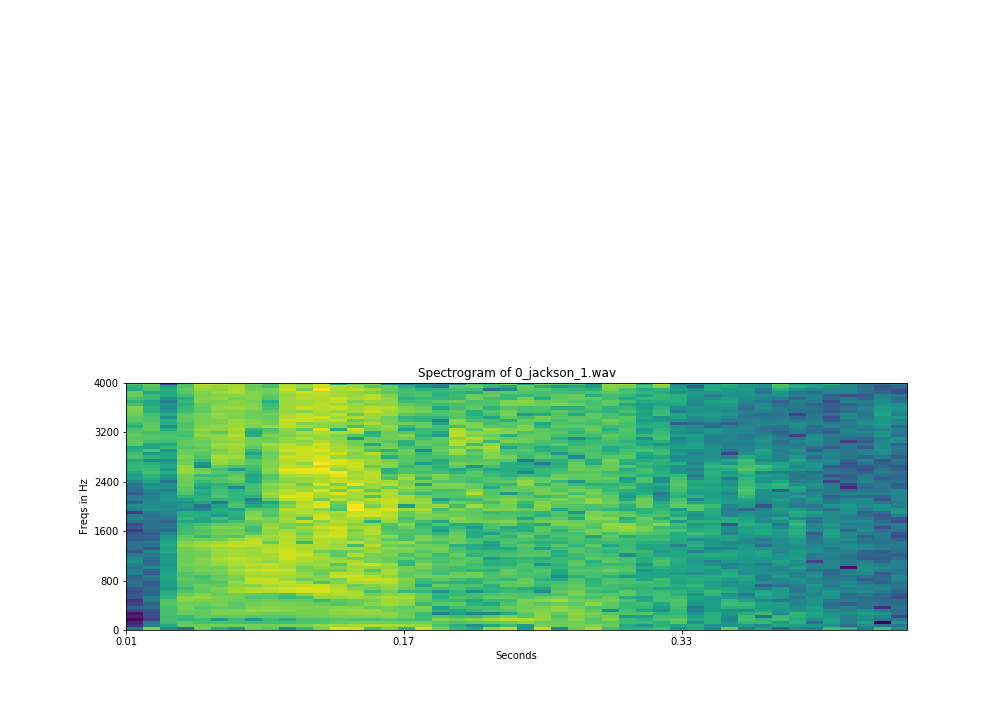 Spectrogram of 0_jackson_1.wav
4000
3200
2400
1600
800
0
Freqs in Hz
0.01 0.17 0.33
Seconds